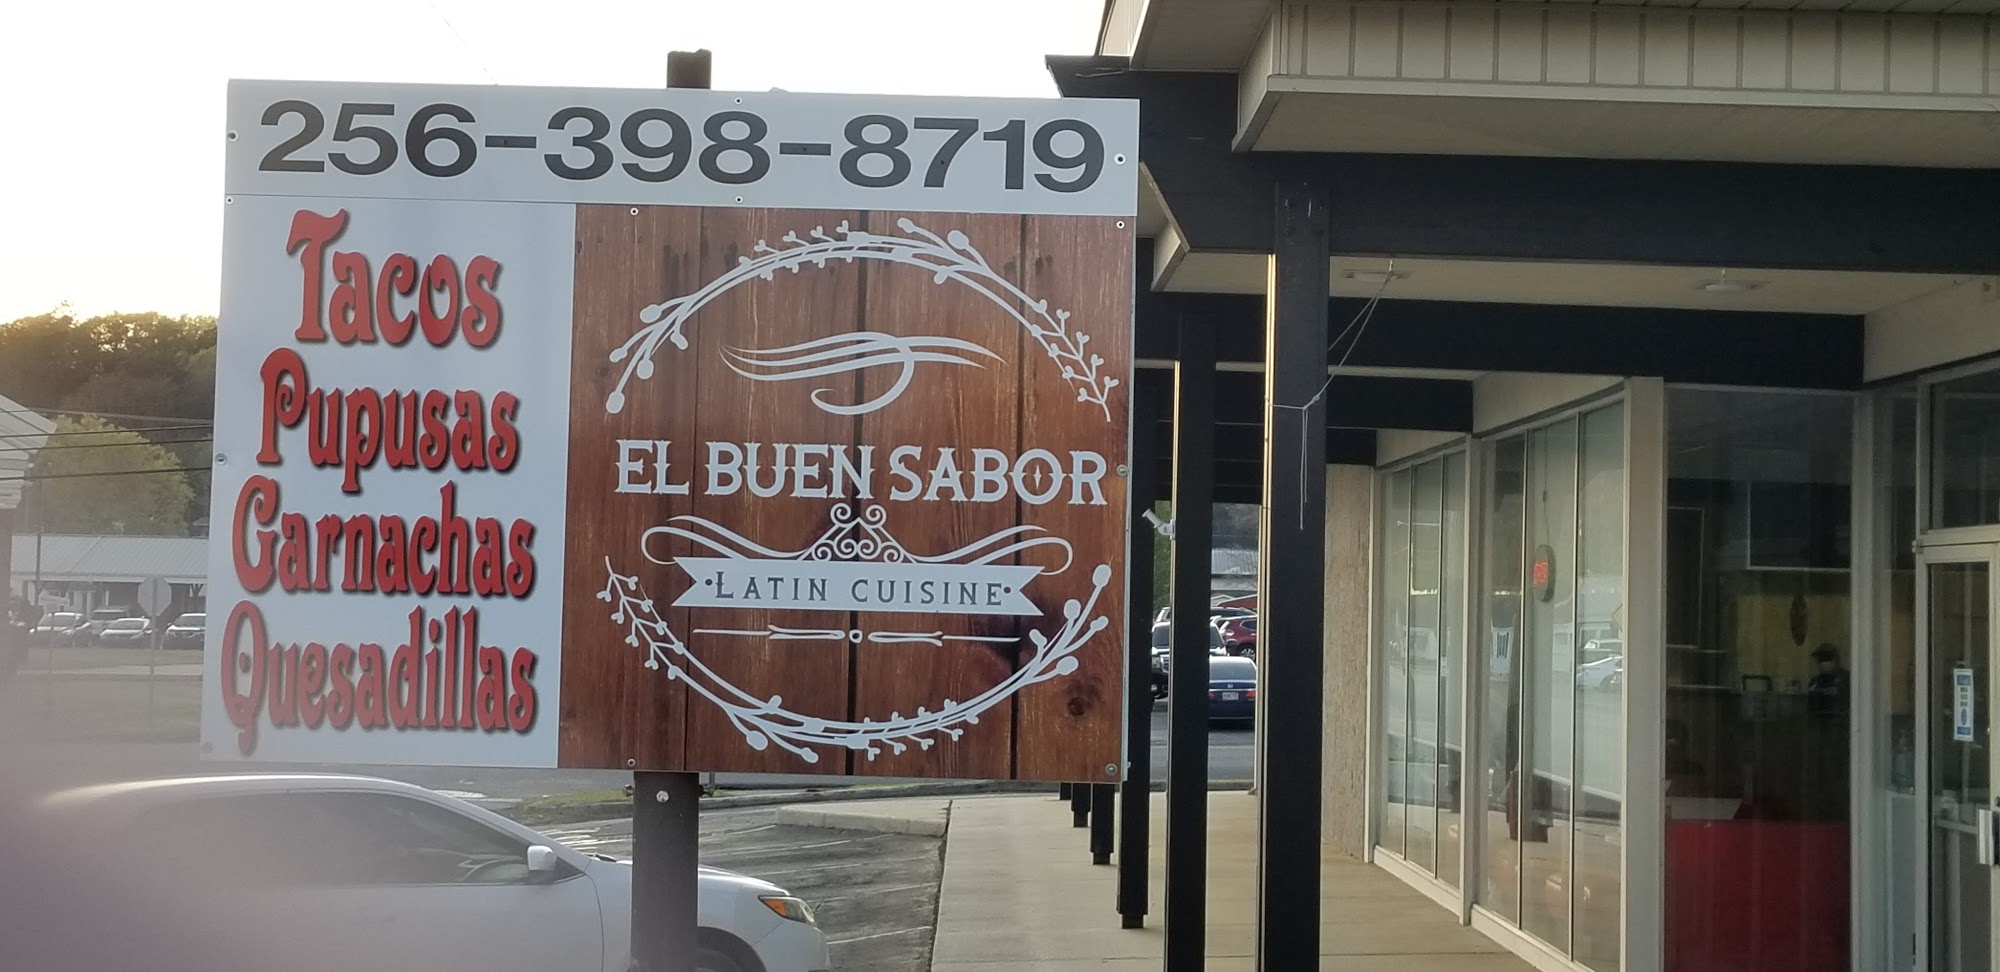 256-398-8719
Tacos
Pupusas
Garnachas
Quesadillas
EL BUEN SABOR
·LATIN CUISINE·